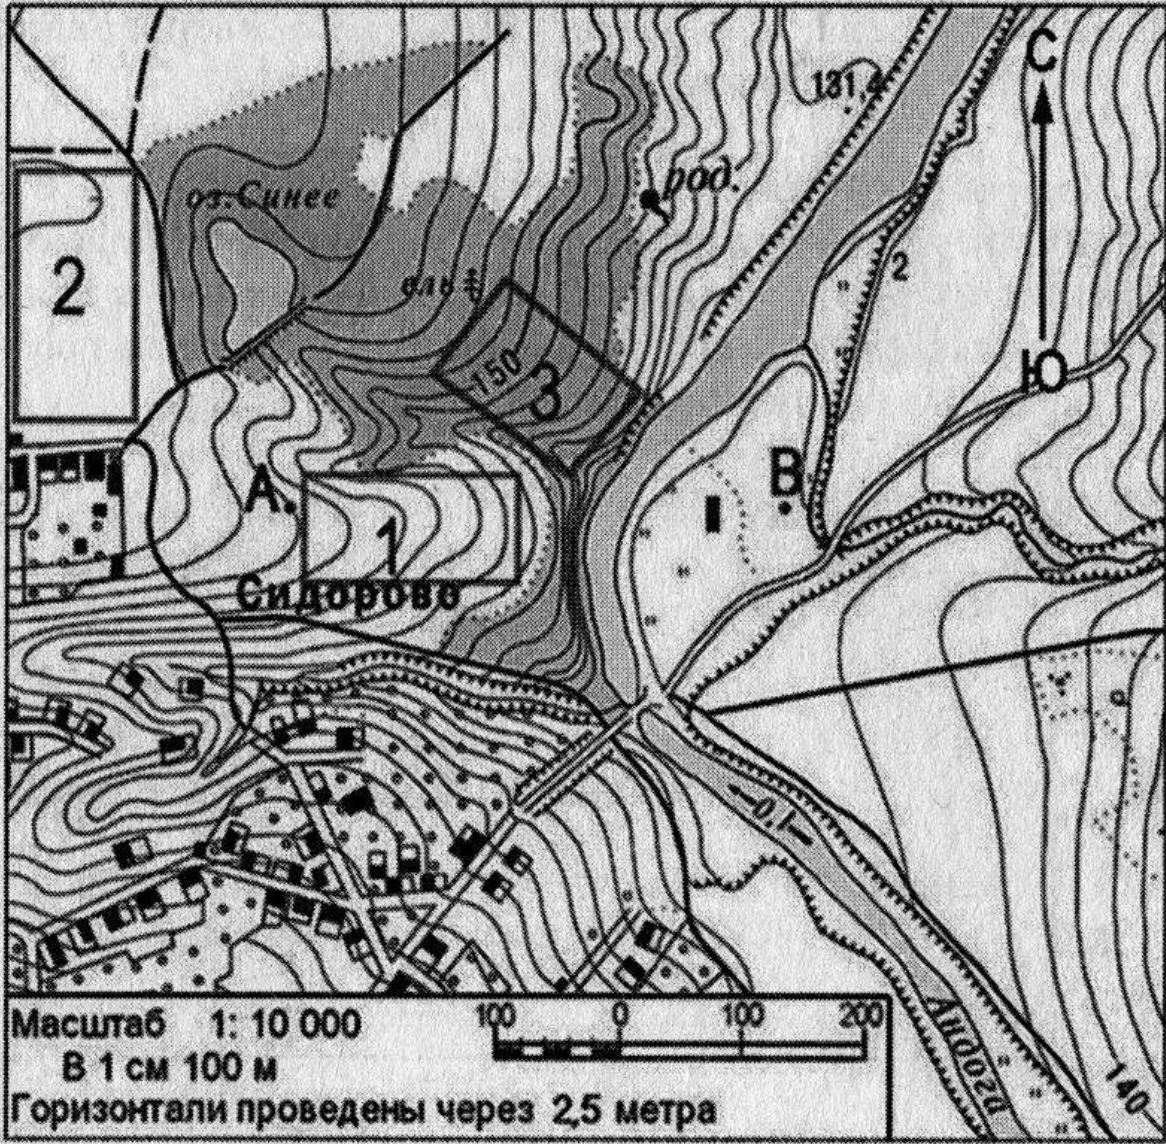 С
131,4
род.
оз.Синее
2
2
ель
Ю
150
3
В
А.
1
Сидорово
0,1
Андога
140
Масштаб 1: 10 000
В 1 см 100 м
Горизонтали проведены через 2,5 метра
100 0 100 200